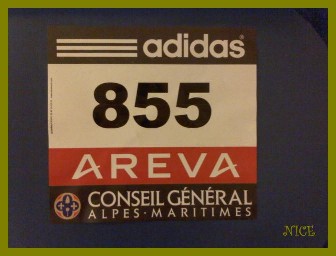 adidas
855
AREVA
CONSEIL GÉNÉRAL
ALPES·MARITIMES
NICE